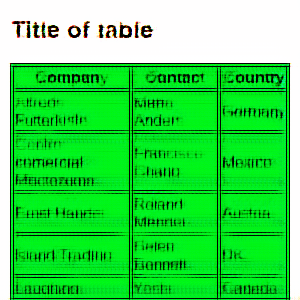 Title of table
Company Contact Country
Alfreds Maria Germany
Futterkiste Anders
Centro Francisco Mexico
comercial Chang
Moctezuma
Ernst Handel Roland Austria
Mendel
Island Trading Helen UK
Bennett
Laughing Yoshi Canada